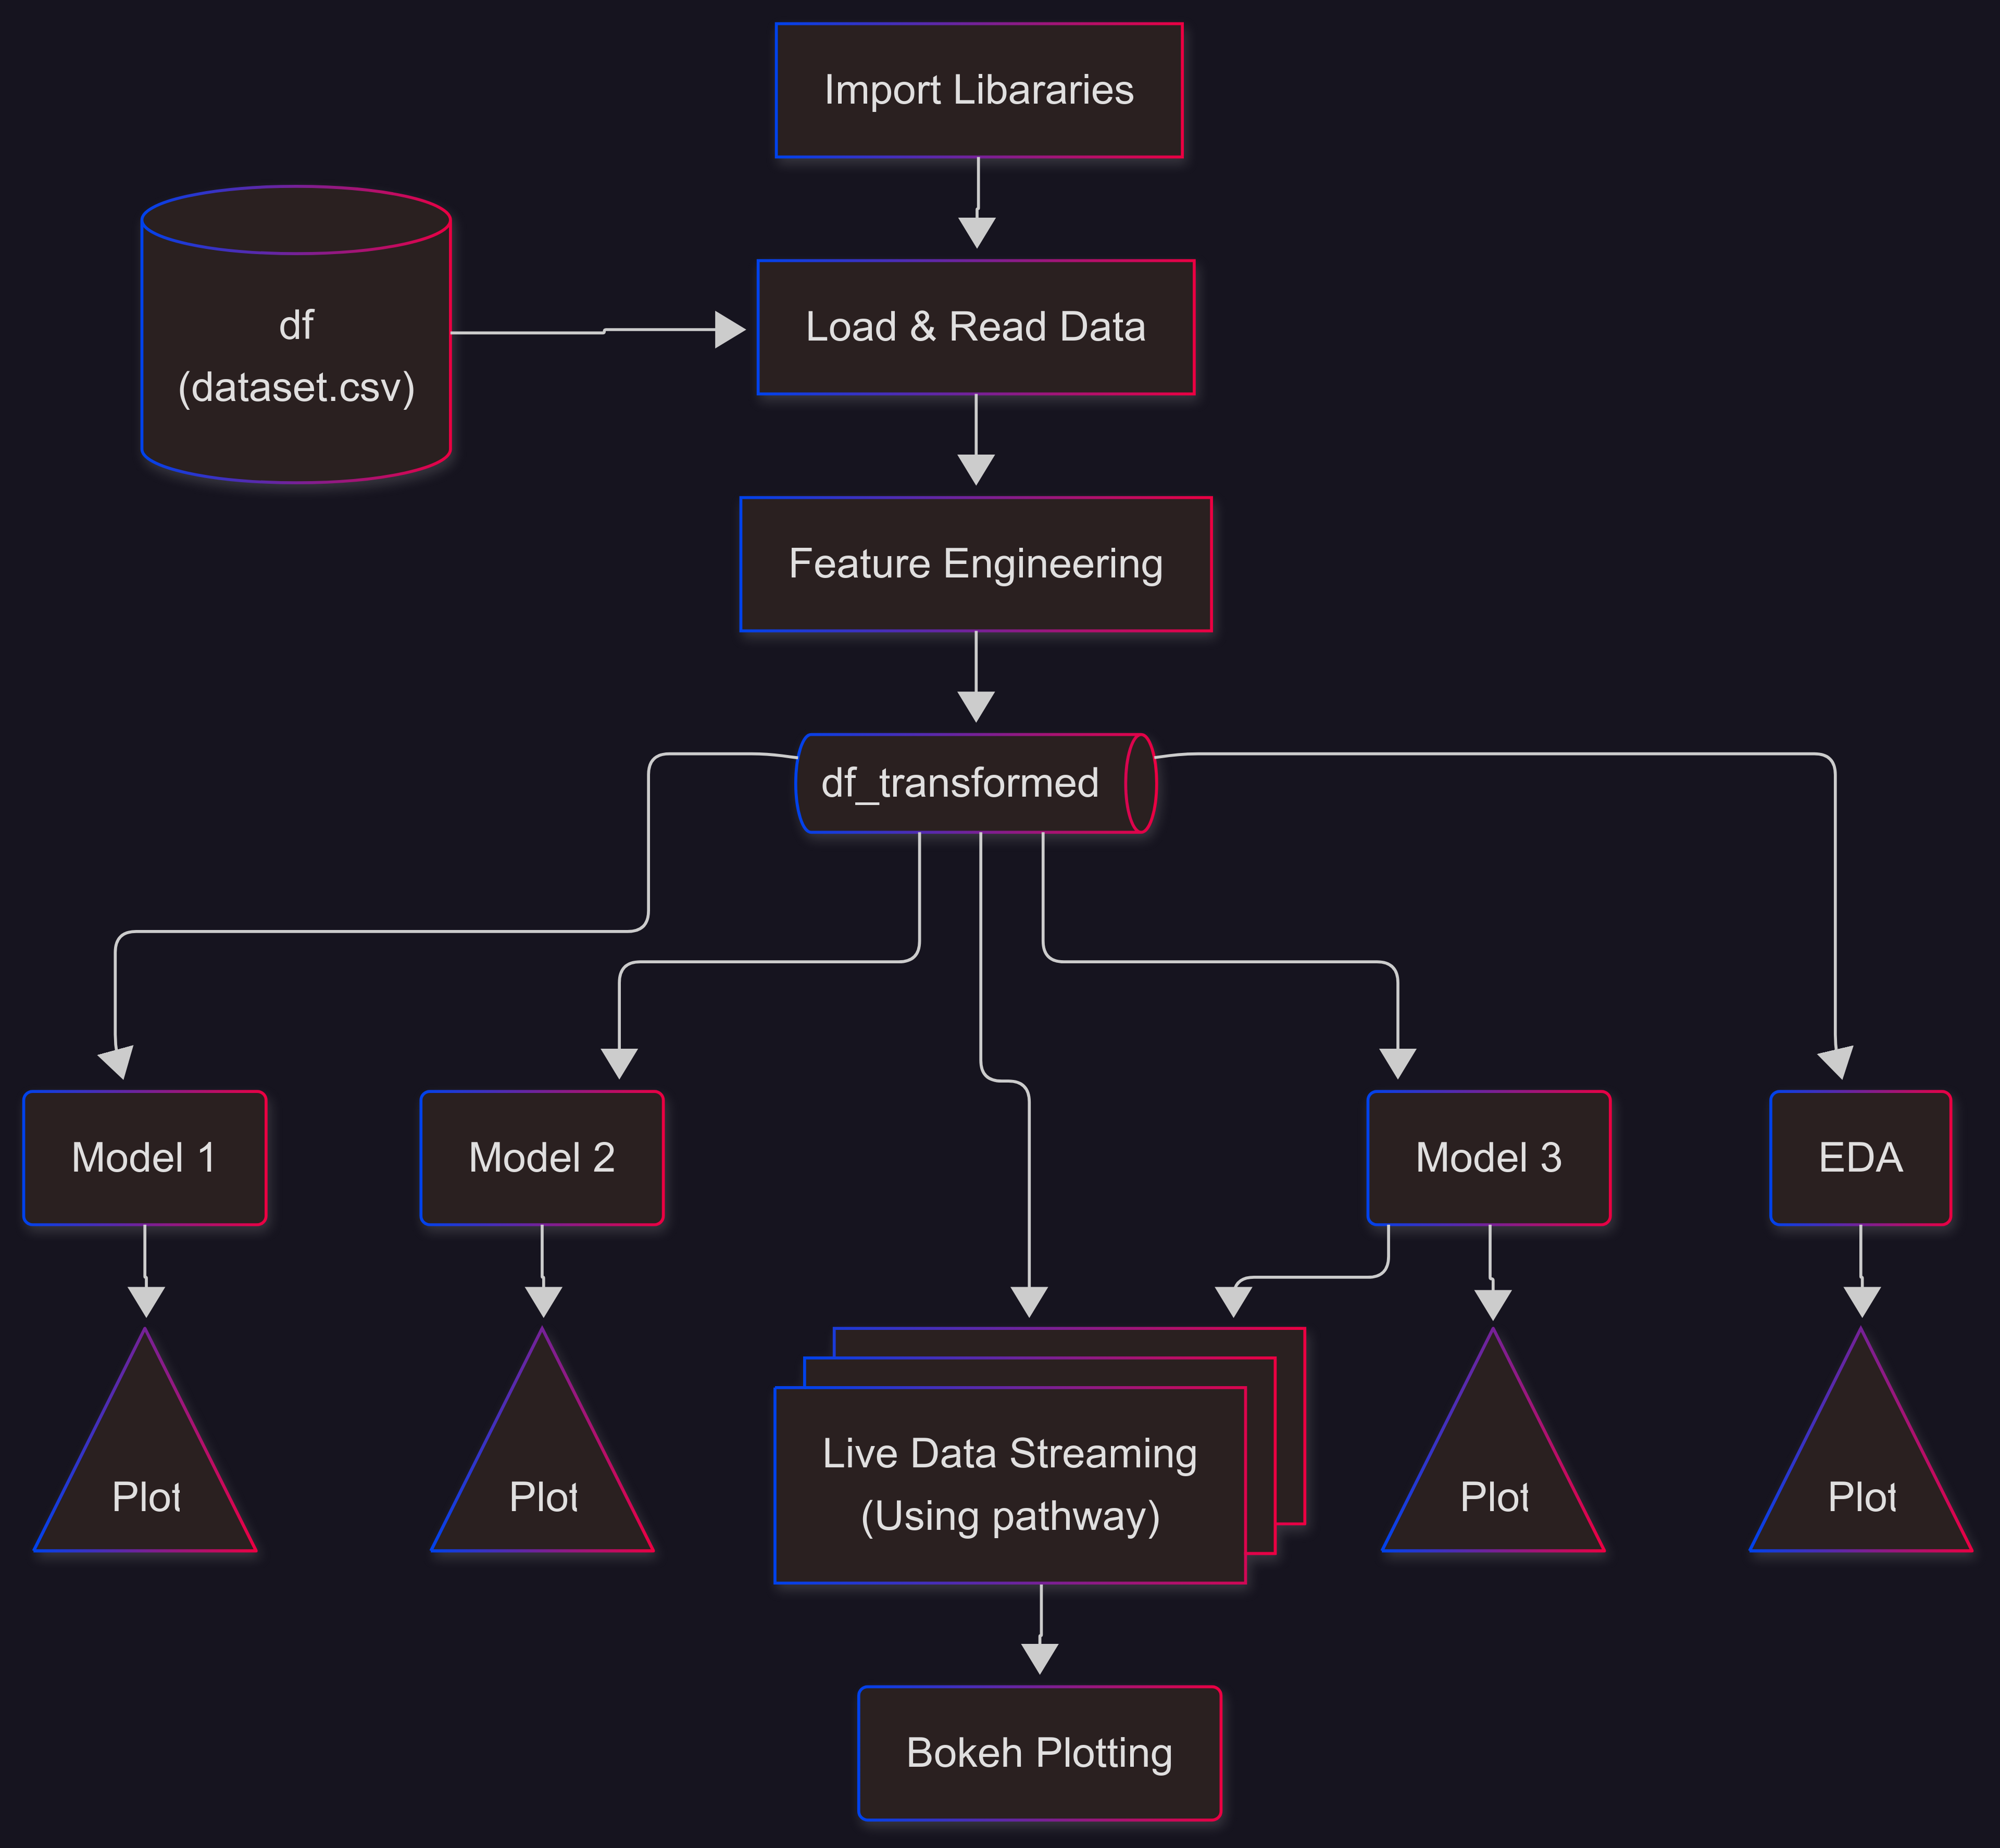 Import Libararies
df
(dataset.csv)
Load & Read Data
Feature Engineering
df_transformed
Model 1
Model 2
Model 3
EDA
Plot
Plot
Live Data Streaming
(Using pathway)
Plot
Plot
Bokeh Plotting